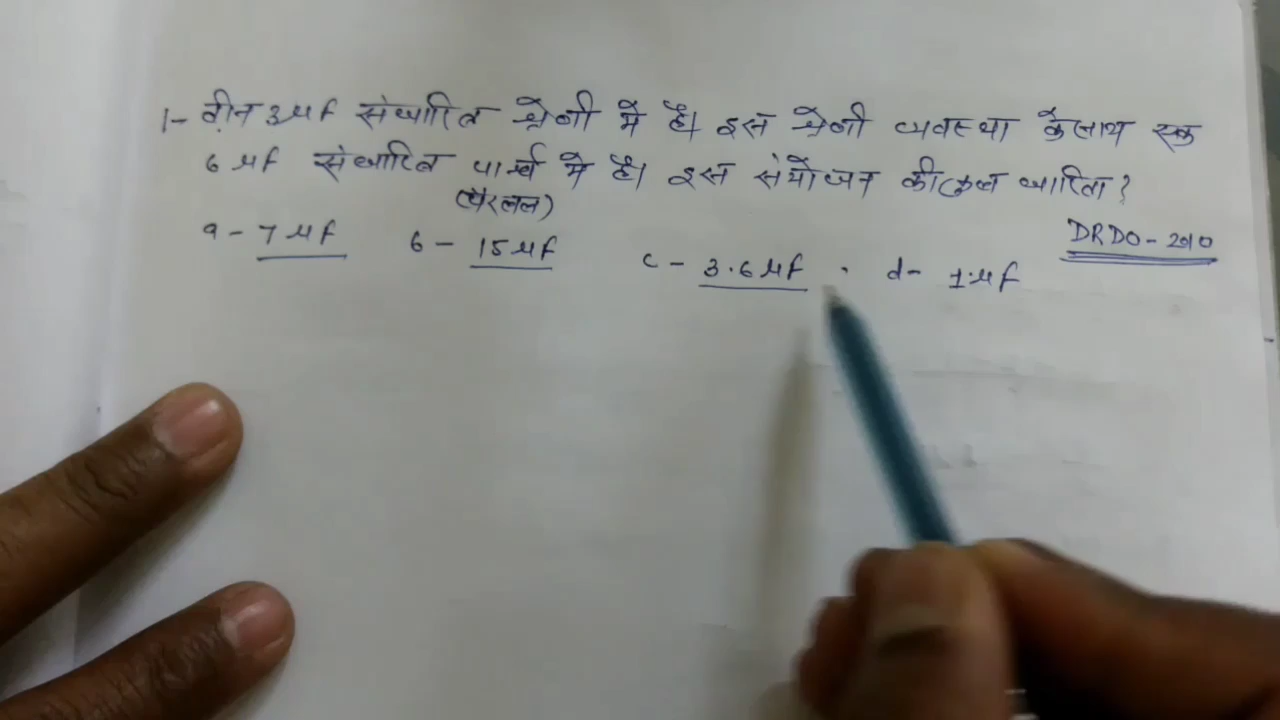 1- तीन 3μf संधारित श्रेणी में है। इस श्रेणी व्यवस्था के साथ एक
6 μf संधारित पार्श्व में है। इस संयोजन की कुल धारिता?
(पैरलल)
a - 7 μf b - 15 μf c - 3.6 μf d - 1 μf
DRDO - 2010